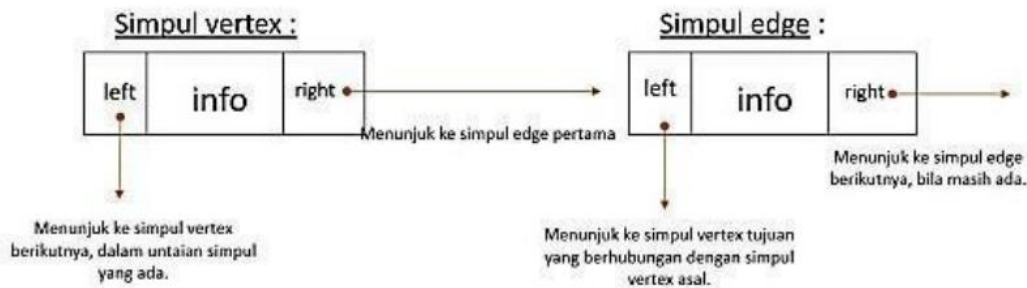 Simpul vertex :
left info right
Menunjuk ke simpul edge pertama
Menunjuk ke simpul vertex
berikutnya, dalam untaian simpul
yang ada.
Simpul edge :
left info right
Menunjuk ke simpul edge
berikutnya, bila masih ada.
Menunjuk ke simpul vertex tujuan
yang berhubungan dengan simpul
vertex asal.